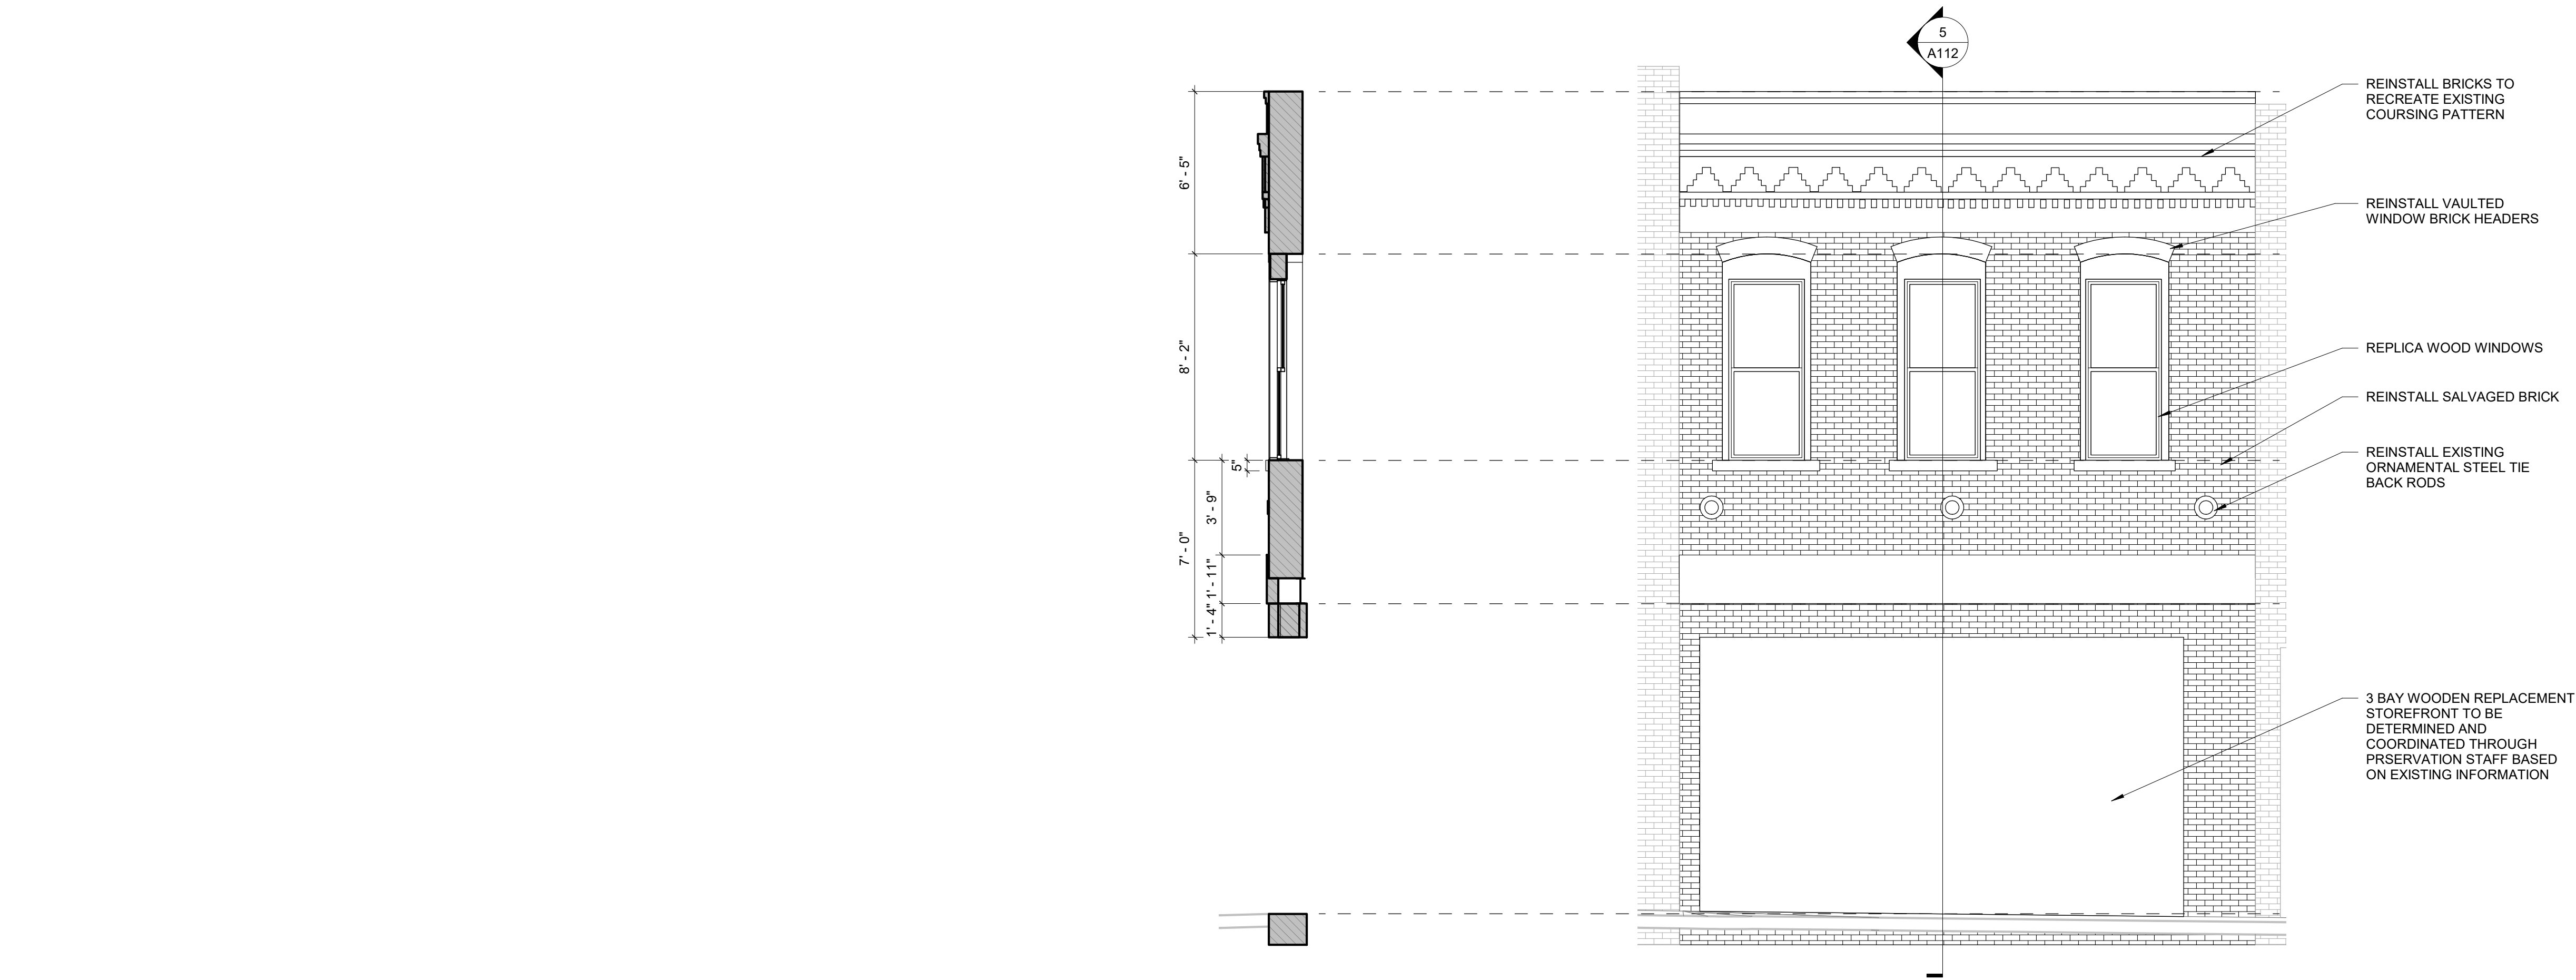 5
A112
6' - 5"
8' - 2"
7' - 0"
5"
3' - 9"
1' - 11"
1' - 4"
REINSTALL BRICKS TO
RECREATE EXISTING
COURSING PATTERN
REINSTALL VAULTED
WINDOW BRICK HEADERS
REPLICA WOOD WINDOWS
REINSTALL SALVAGED BRICK
REINSTALL EXISTING
ORNAMENTAL STEEL TIE
BACK RODS
3 BAY WOODEN REPLACEMENT
STOREFRONT TO BE
DETERMINED AND
COORDINATED THROUGH
PRSERVATION STAFF BASED
ON EXISTING INFORMATION